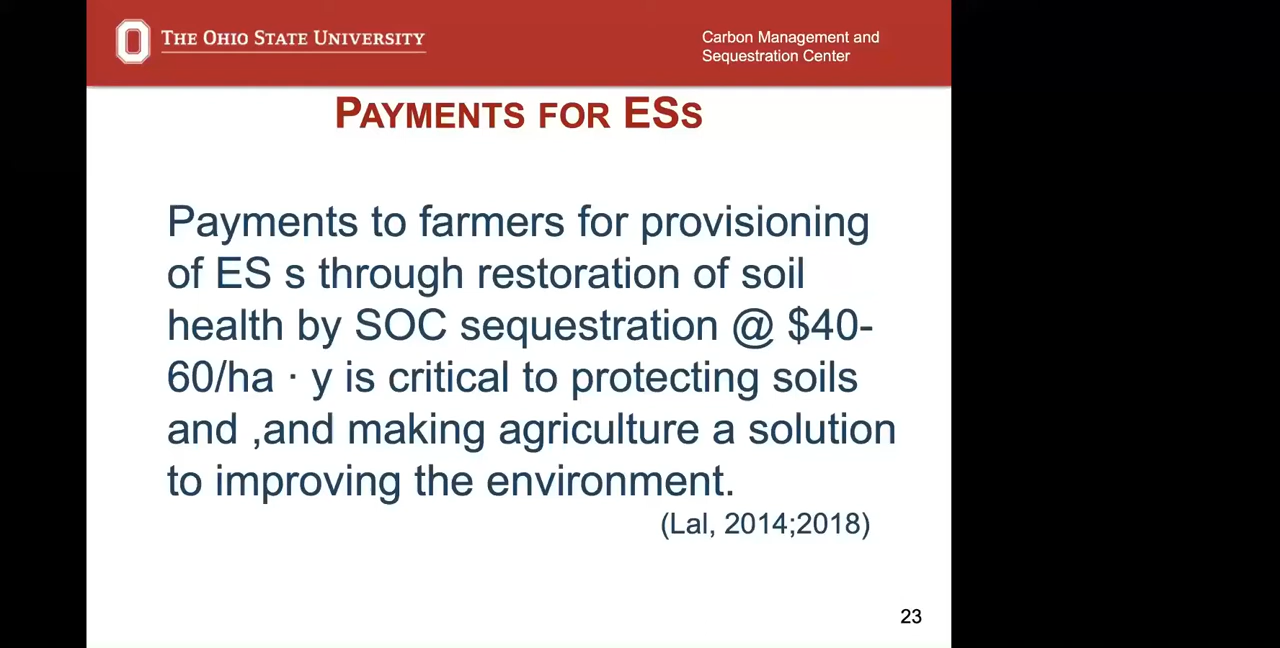 THE OHIO STATE UNIVERSITY
Carbon Management and
Sequestration Center
PAYMENTS FOR ESS
Payments to farmers for provisioning
of ES s through restoration of soil
health by SOC sequestration @ $40-
60/ha · y is critical to protecting soils
and ,and making agriculture a solution
to improving the environment.
(Lal, 2014;2018)
23